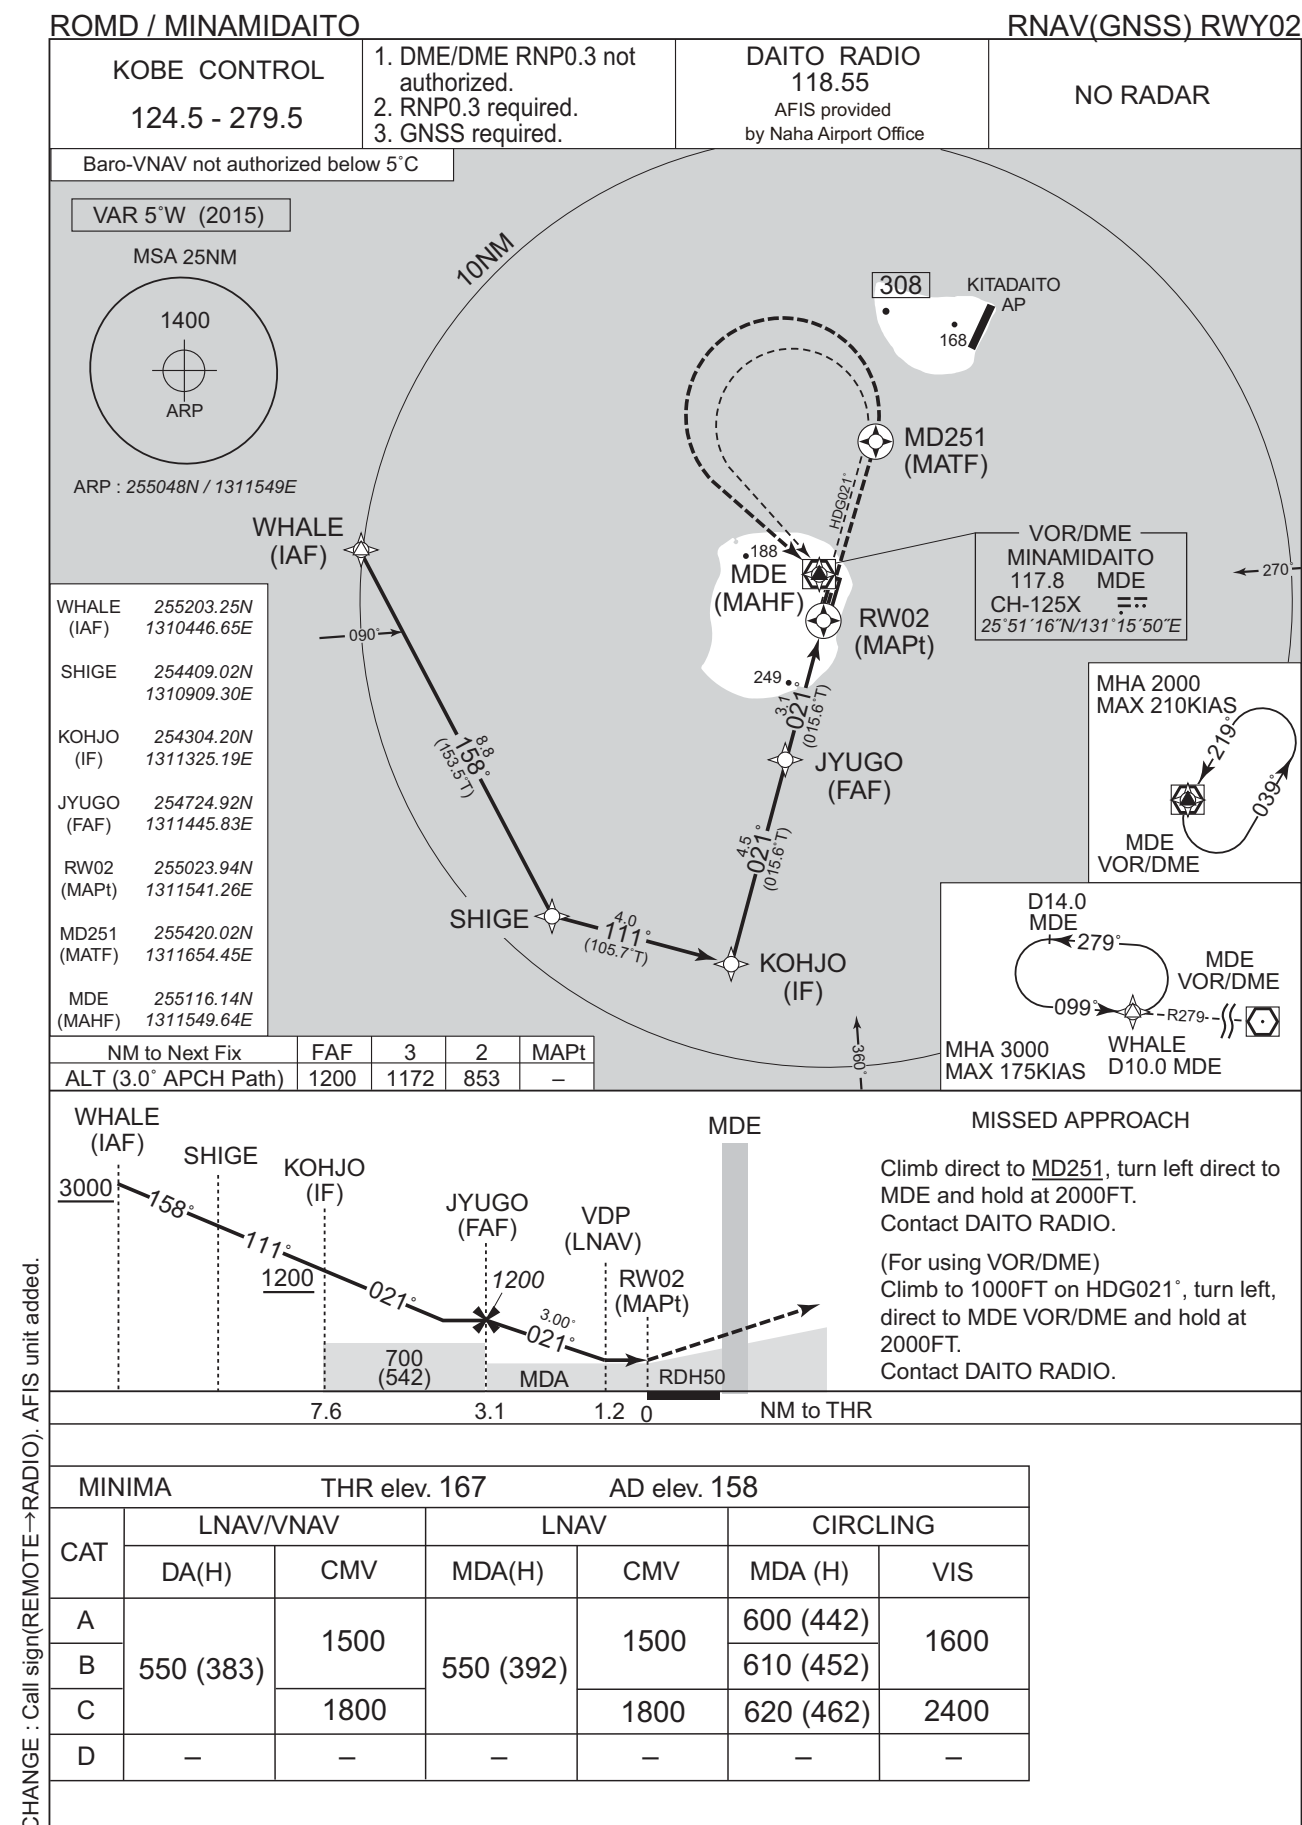 ROMD / MINAMIDAITO
RNAV(GNSS) RWY02
KOBE CONTROL
124.5 - 279.5
1. DME/DME RNP0.3 not
authorized.
2. RNP0.3 required.
3. GNSS required.
DAITO RADIO
118.55
AFIS provided
by Naha Airport Office
NO RADAR
Baro-VNAV not authorized below 5˚C
VAR 5˚W (2015)
MSA 25NM
1400
ARP
ARP : 255048N / 1311549E
10NM
308
KITADAITO
AP
168
MD251
(MATF)
HDG021˚
WHALE
(IAF)
188
MDE
(MAHF)
RW02
(MAPt)
249
VOR/DME
MINAMIDAITO
117.8 MDE
CH-125X
25˚51´16˝N/131˚15´50˝E
270˚
090˚
WHALE 255203.25N
(IAF) 1310446.65E
SHIGE 254409.02N
1310909.30E
KOHJO 254304.20N
(IF) 1311325.19E
JYUGO 254724.92N
(FAF) 1311445.83E
RW02 255023.94N
(MAPt) 1311541.26E
MD251 255420.02N
(MATF) 1311654.45E
MDE 255116.14N
(MAHF) 1311549.64E
8.8
158˚
(153.5˚T)
3.1
021˚
(015.6˚T)
JYUGO
(FAF)
4.5
021˚
(015.6˚T)
SHIGE
4.0
111˚
(105.7˚T)
KOHJO
(IF)
360˚
MHA 2000
MAX 210KIAS
219˚
039˚
MDE
VOR/DME
D14.0
MDE
279˚
MDE
VOR/DME
099˚
R279
WHALE
D10.0 MDE
MHA 3000
MAX 175KIAS
NM to Next Fix FAF 3 2 MAPt
ALT (3.0˚ APCH Path) 1200 1172 853 –
WHALE
(IAF)
SHIGE
KOHJO
(IF)
JYUGO
(FAF)
VDP
(LNAV)
RW02
(MAPt)
MDE
3000
158˚
111˚
1200
021˚
1200
3.00˚
021˚
700
(542)
MDA
RDH50
7.6 3.1 1.2 0 NM to THR
MISSED APPROACH
Climb direct to MD251, turn left direct to
MDE and hold at 2000FT.
Contact DAITO RADIO.
(For using VOR/DME)
Climb to 1000FT on HDG021˚, turn left,
direct to MDE VOR/DME and hold at
2000FT.
Contact DAITO RADIO.
MINIMA THR elev. 167 AD elev. 158
CAT LNAV/VNAV LNAV CIRCLING
DA(H) CMV MDA(H) CMV MDA (H) VIS
A 550 (383) 1500 550 (392) 1500 600 (442) 1600
B 610 (452)
C 1800 1800 620 (462) 2400
D – – – – – –
CHANGE : Call sign(REMOTE→RADIO). AFIS unit added.